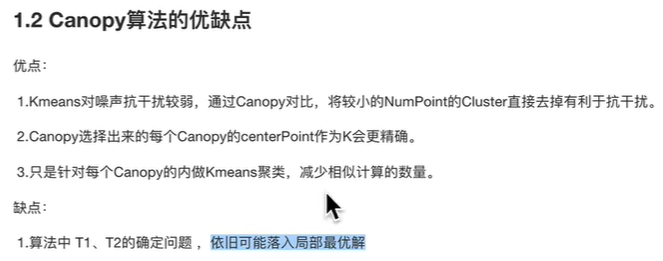 1.2 Canopy算法的优缺点
优点：
1.Kmeans对噪声抗干扰较弱，通过Canopy对比，将较小的NumPoint的Cluster直接去掉有利于抗干扰。
2.Canopy选择出来的每个Canopy的centerPoint作为K会更精确。
3.只是针对每个Canopy的内做Kmeans聚类，减少相似计算的数量。
缺点：
1.算法中 T1、T2的确定问题 ，依旧可能落入局部最优解